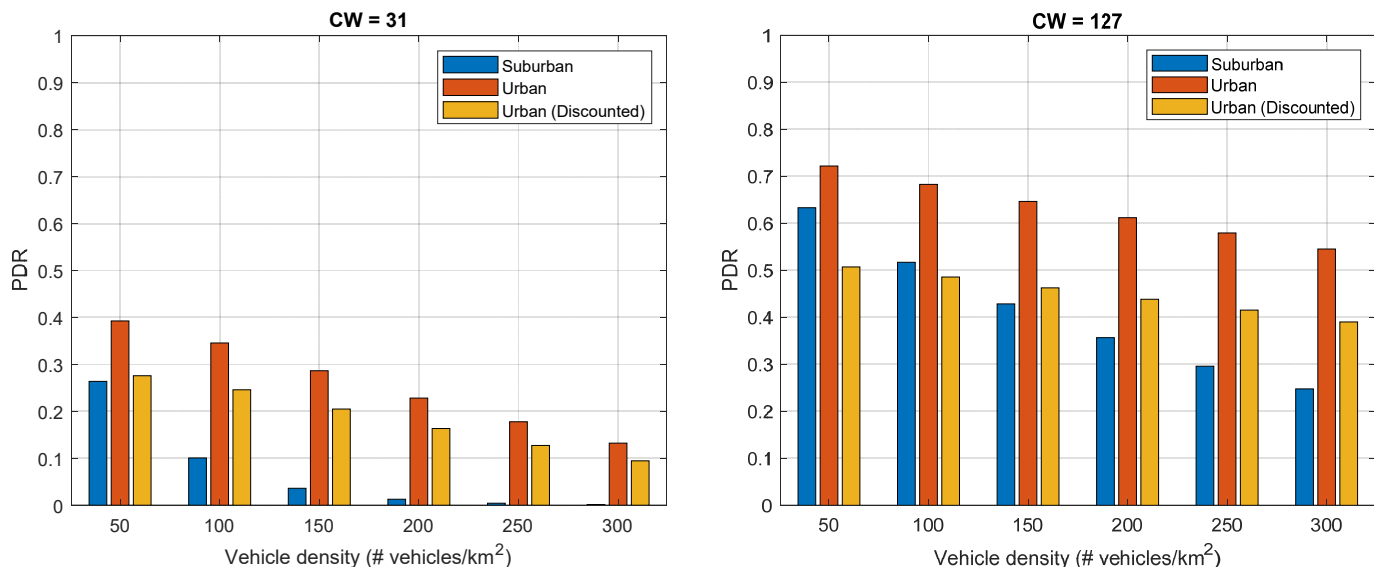 CW = 31
1
0.9
0.8
0.7
0.6
0.5
0.4
0.3
0.2
0.1
0
PDR
Suburban
Urban
Urban (Discounted)
50 100 150 200 250 300
Vehicle density (# vehicles/km²)
CW = 127
1
0.9
0.8
0.7
0.6
0.5
0.4
0.3
0.2
0.1
0
PDR
Suburban
Urban
Urban (Discounted)
50 100 150 200 250 300
Vehicle density (# vehicles/km²)